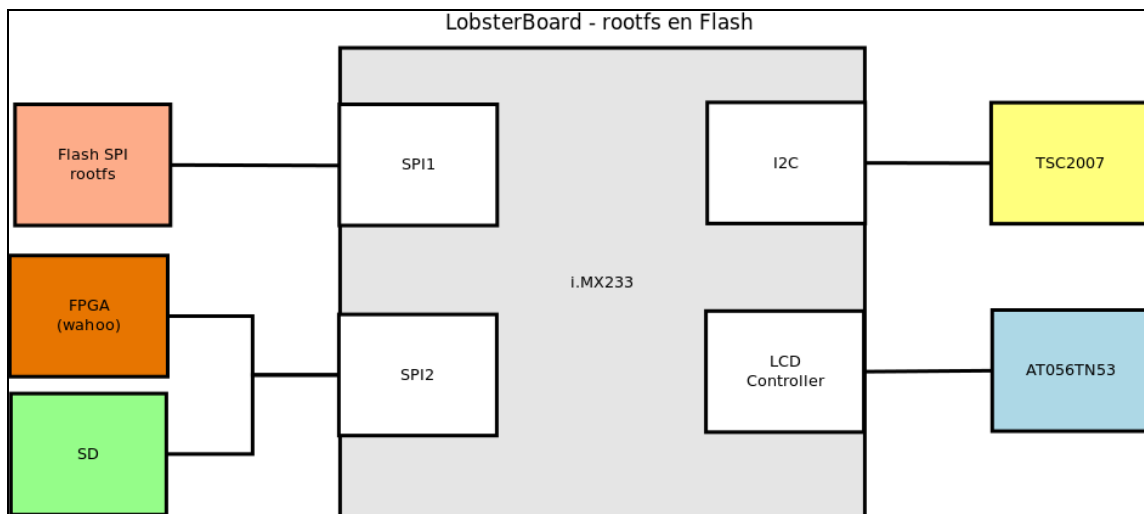 LobsterBoard - rootfs en Flash
Flash SPI
rootfs
SPI1
I2C
TSC2007
i.MX233
FPGA
(wahoo)
SPI2
LCD
Controller
AT056TN53
SD